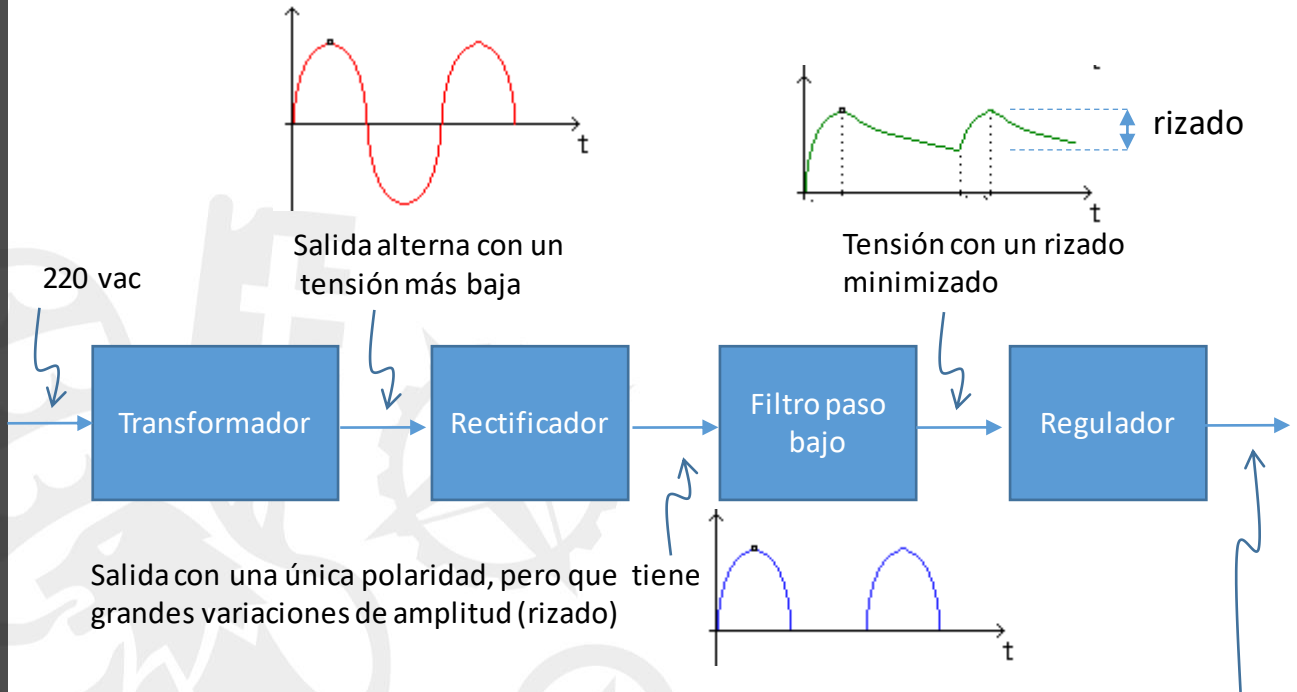 t
rizado
t
t
Salida alterna con un
tensión más baja
Tensión con un rizado
minimizado
220 vac
Transformador
Rectificador
Filtro paso
bajo
Regulador
Salida con una única polaridad, pero que tiene
grandes variaciones de amplitud (rizado)
t